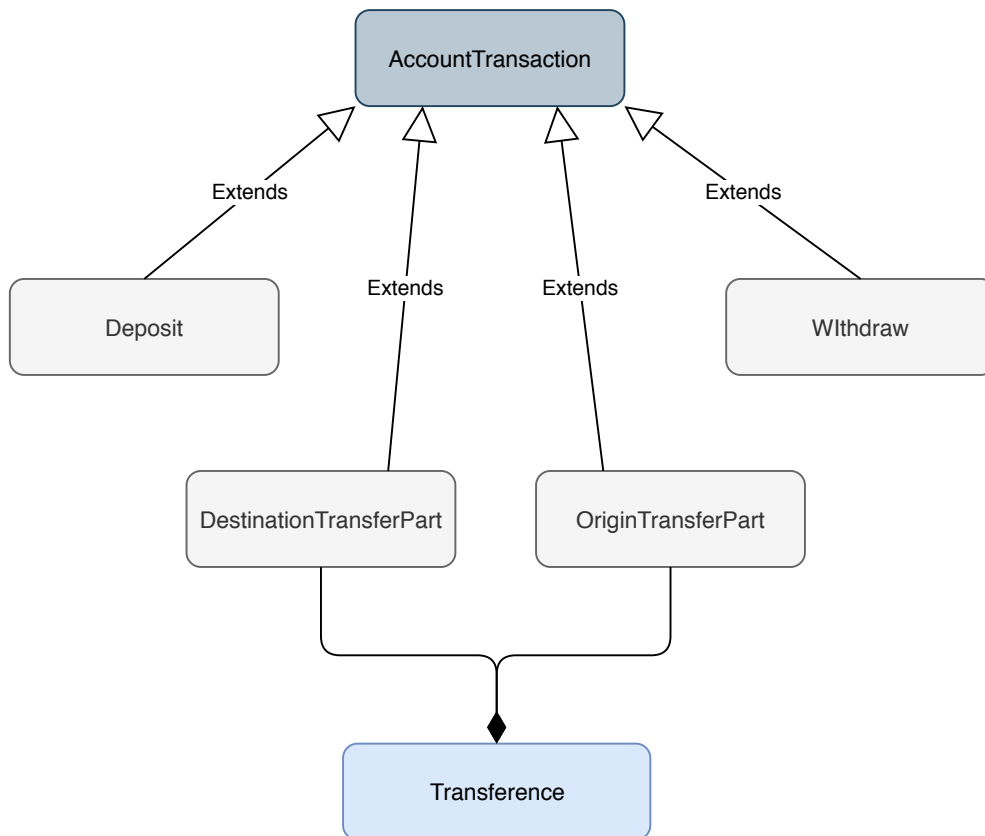 AccountTransaction
Extends
Extends
Extends
Extends
Deposit
WIthdraw
DestinationTransferPart
OriginTransferPart
Transference